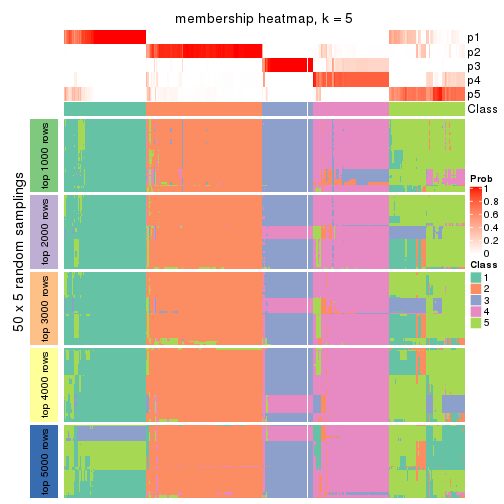 membership heatmap, k = 5
p1
p2
p3
p4
p5
Class
50 x 5 random samplings
top 1000 rows
top 2000 rows
top 3000 rows
top 4000 rows
top 5000 rows
Prob
1
0.8
0.6
0.4
0.2
0
Class
1
2
3
4
5